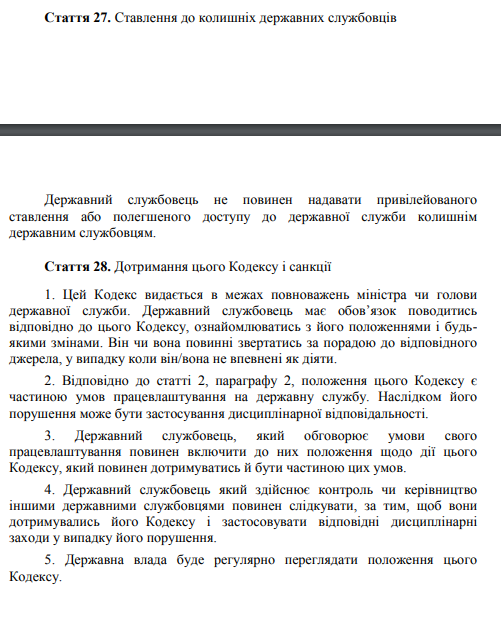 Стаття 27. Ставлення до колишніх державних службовців
Державний службовець не повинен надавати привілейованого
ставлення або полегшеного доступу до державної служби колишнім
державним службовцям.
Стаття 28. Дотримання цього Кодексу і санкції
1. Цей Кодекс видається в межах повноважень міністра чи голови
державної служби. Державний службовець має обов’язок поводитись
відповідно до цього Кодексу, ознайомлюватись з його положеннями і будь-
якими змінами. Він чи вона повинні звертатись за порадою до відповідного
джерела, у випадку коли він/вона не впевнені як діяти.
2. Відповідно до статті 2, параграфу 2, положення цього Кодексу є
частиною умов працевлаштування на державну службу. Наслідком його
порушення може бути застосування дисциплінарної відповідальності.
3. Державний службовець, який обговорює умови свого
працевлаштування повинен включити до них положення щодо дії цього
Кодексу, який повинен дотримуватись й бути частиною цих умов.
4. Державний службовець який здійснює контроль чи керівництво
іншими державними службовцями повинен слідкувати, за тим, щоб вони
дотримувались його Кодексу і застосовувати відповідні дисциплінарні
заходи у випадку його порушення.
5. Державна влада буде регулярно переглядати положення цього
Кодексу.